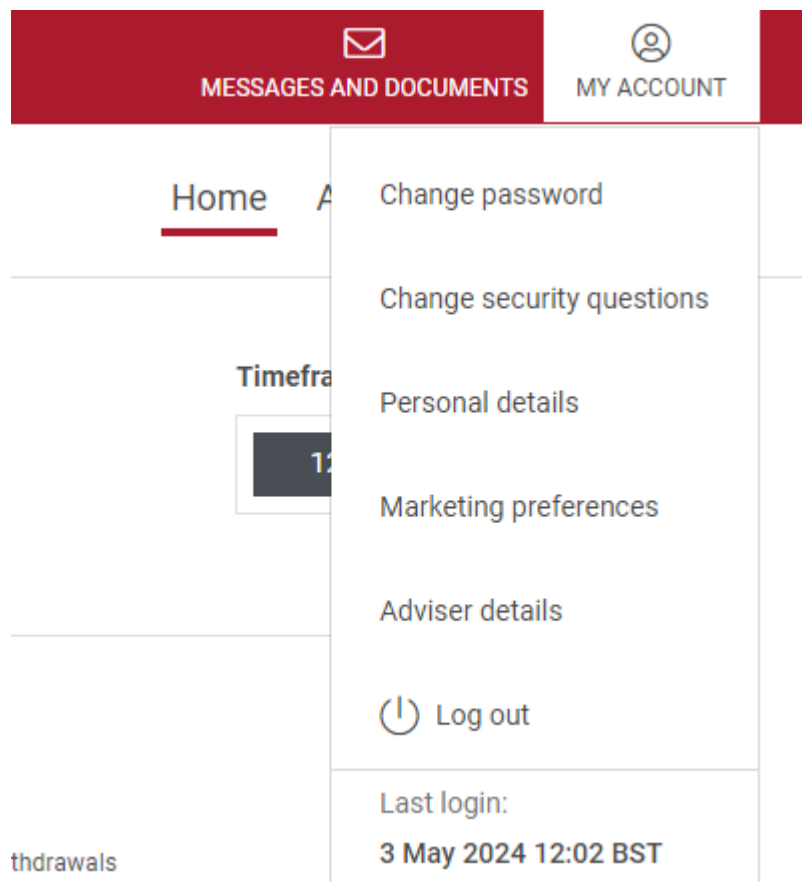 MESSAGES AND DOCUMENTS
MY ACCOUNT
Home A
Change password
Change security questions
Timefra
Personal details
12
Marketing preferences
Adviser details
Log out
Last login:
3 May 2024 12:02 BST
thdrawals